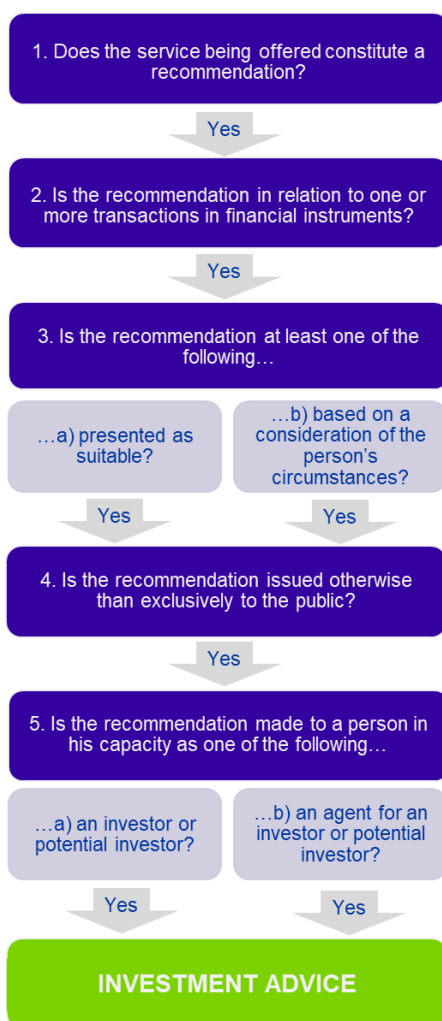 1. Does the service being offered constitute a
recommendation?
Yes
2. Is the recommendation in relation to one or
more transactions in financial instruments?
Yes
3. Is the recommendation at least one of the
following…
…a) presented as
suitable?
…b) based on a
consideration of the
person's
circumstances?
Yes
Yes
4. Is the recommendation issued otherwise
than exclusively to the public?
Yes
5. Is the recommendation made to a person in
his capacity as one of the following…
…a) an investor or
potential investor?
…b) an agent for an
investor or potential
investor?
Yes
Yes
INVESTMENT ADVICE